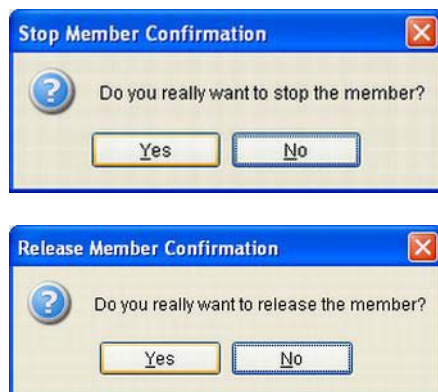 Stop Member Confirmation
Do you really want to stop the member?
Yes No
Release Member Confirmation
Do you really want to release the member?
Yes No